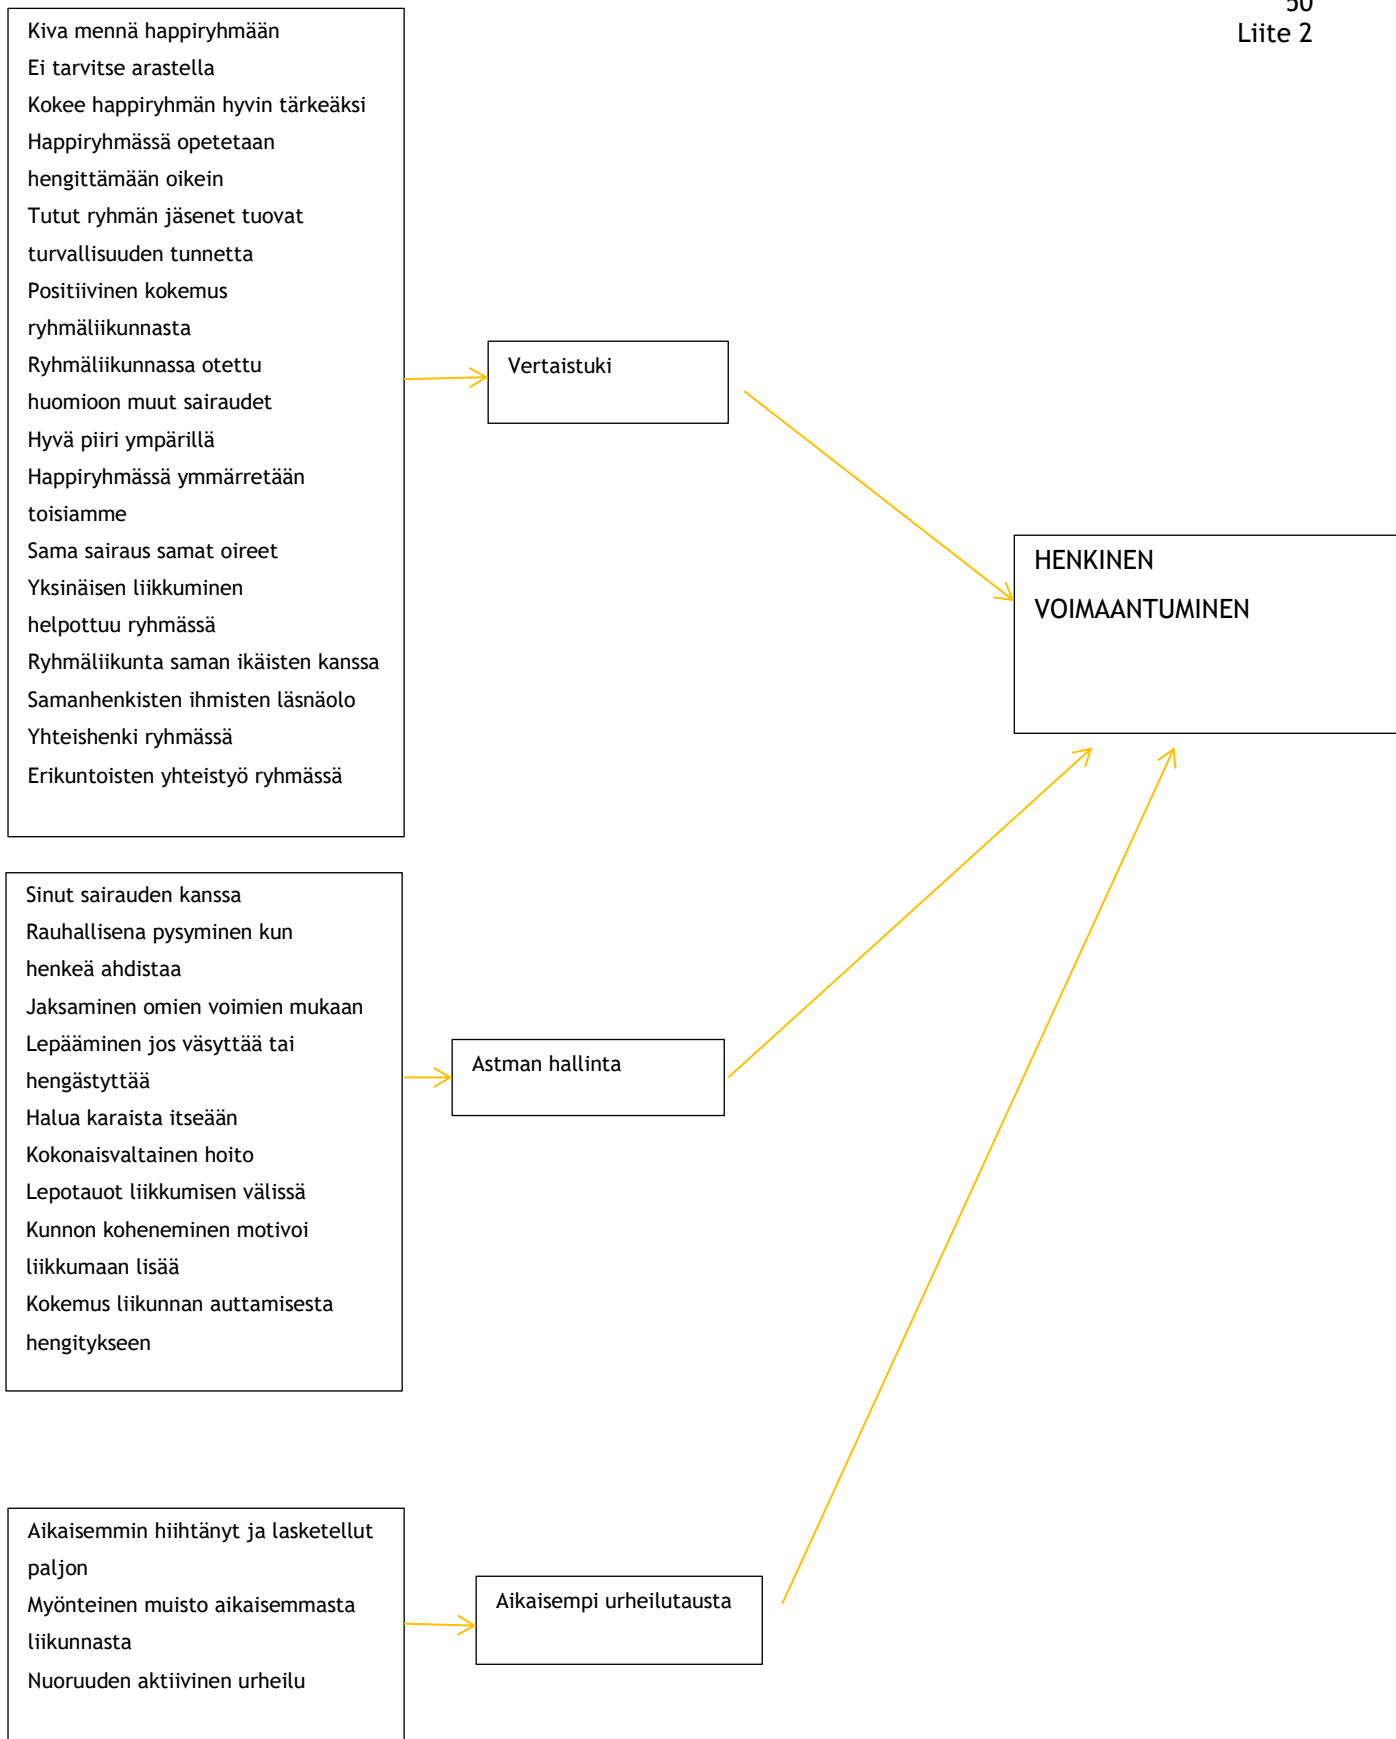 50
Liite 2
Kiva mennä happiryhmään
Ei tarvitse arastella
Kokee happiryhmän hyvin tärkeäksi
Happiryhmässä opetetaan
hengittämään oikein
Tutut ryhmän jäsenet tuovat
turvallisuuden tunnetta
Positiivinen kokemus
ryhmäliikunnasta
Ryhmäliikunnassa otettu
huomioon muut sairaudet
Hyvä piiri ympärillä
Happiryhmässä ymmärretään
toisiamme
Sama sairaus samat oireet
Yksinäisen liikkuminen
helpottuu ryhmässä
Ryhmäliikunta saman ikäisten kanssa
Samanhenkisten ihmisten läsnäolo
Yhteishenki ryhmässä
Erikuntoisten yhteistyö ryhmässä
Vertaistuki
HENKINEN
VOIMAANTUMINEN
Sinut sairauden kanssa
Rauhallisena pysyminen kun
henkeä ahdistaa
Jaksaminen omien voimien mukaan
Lepääminen jos väsyttää tai
hengästyttää
Halua karaista itseään
Kokonaisvaltainen hoito
Lepotauot liikkumisen välissä
Kunnon koheneminen motivoi
liikkumaan lisää
Kokemus liikunnan auttamisesta
hengitykseen
Astman hallinta
Aikaisemmin hiihtänyt ja lasketellut
paljon
Myönteinen muisto aikaisemmasta
liikunnasta
Nuoruuden aktiivinen urheilu
Aikaisempi urheilutausta